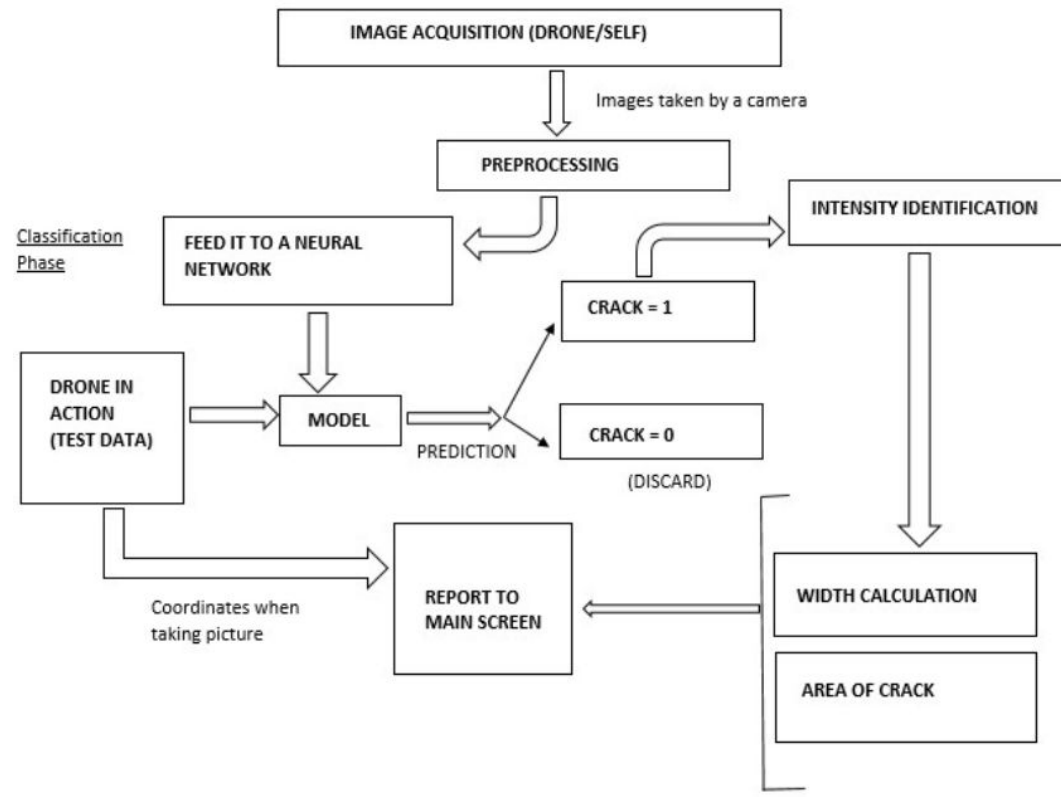 IMAGE ACQUISITION (DRONE/SELF)
Images taken by a camera
PREPROCESSING
INTENSITY IDENTIFICATION
Classification
Phase
FEED IT TO A NEURAL
NETWORK
CRACK = 1
DRONE IN
ACTION
(TEST DATA)
MODEL
PREDICTION
CRACK = 0
(DISCARD)
WIDTH CALCULATION
REPORT TO
MAIN SCREEN
Coordinates when
taking picture
AREA OF CRACK